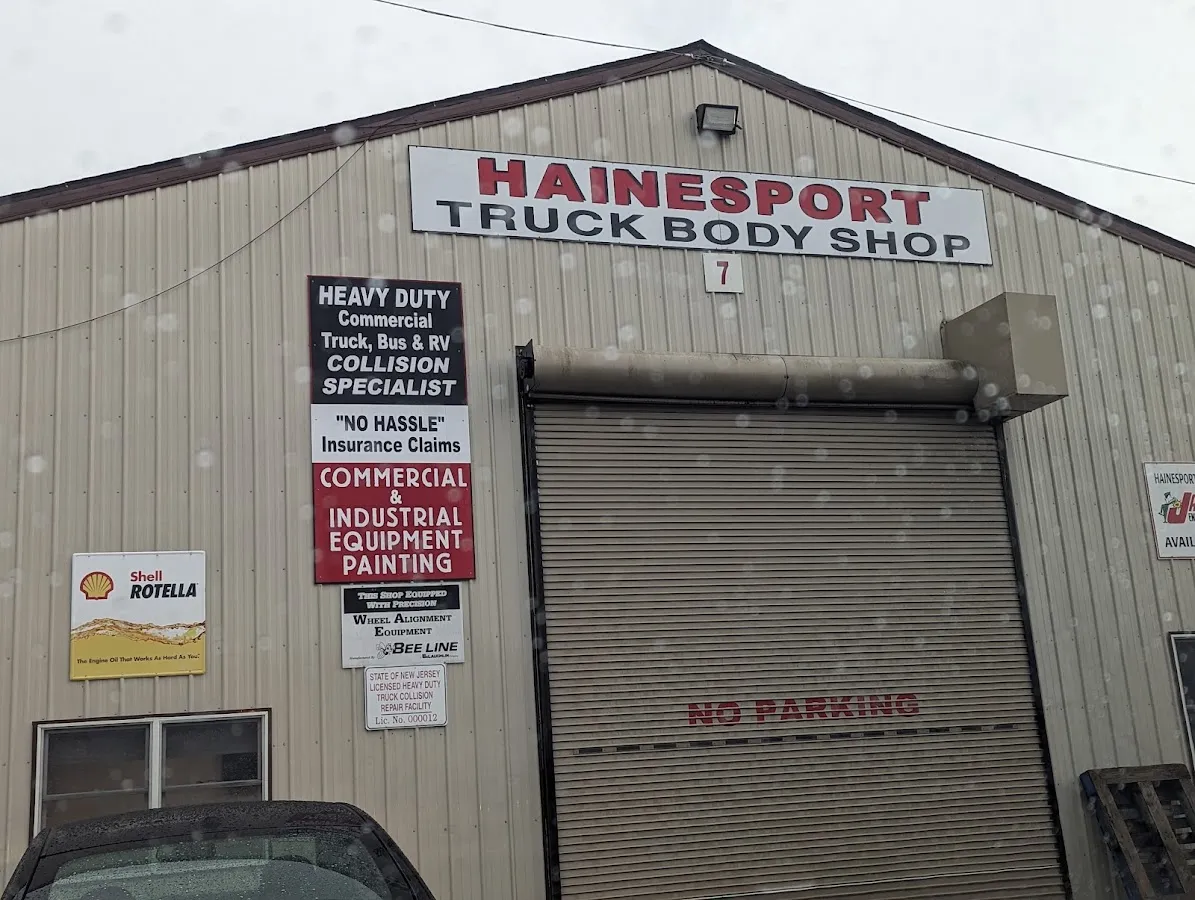 HAINESPORT
TRUCK BODY SHOP
7
HEAVY DUTY
Commercial
Truck, Bus & RV
COLLISION
SPECIALIST
"NO HASSLE"
Insurance Claims
COMMERCIAL
&
INDUSTRIAL
EQUIPMENT
PAINTING
THIS SHOP EQUIPPED
WITH PRECISION
WHEEL ALIGNMENT
EQUIPMENT
BEE LINE
STATE OF NEW JERSEY
LICENSED HEAVY DUTY
TRUCK COLLISION
REPAIR FACILITY
Lic. No. 000012
Shell
ROTELLA
The Engine Oil That Works As Hard As You.
NO PARKING
HAINESPORT